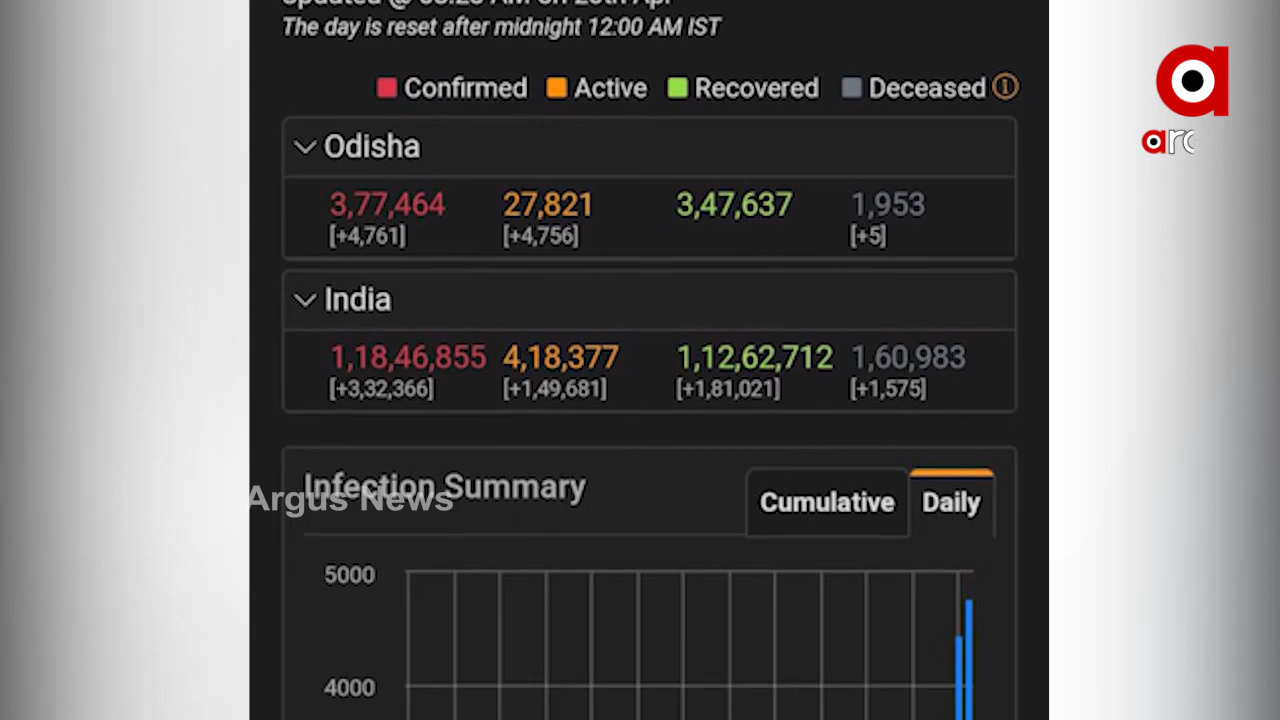 The day is reset after midnight 12:00 AM IST
Confirmed Active Recovered Deceased
Odisha
3,77,464 27,821 3,47,637 1,953
[+4,761] [+4,756] [+5]
India
1,18,46,855 4,18,377 1,12,62,712 1,60,983
[+3,32,366] [+1,49,681] [+1,81,021] [+1,575]
Infection Summary
Argus News
Cumulative Daily
5000
4000